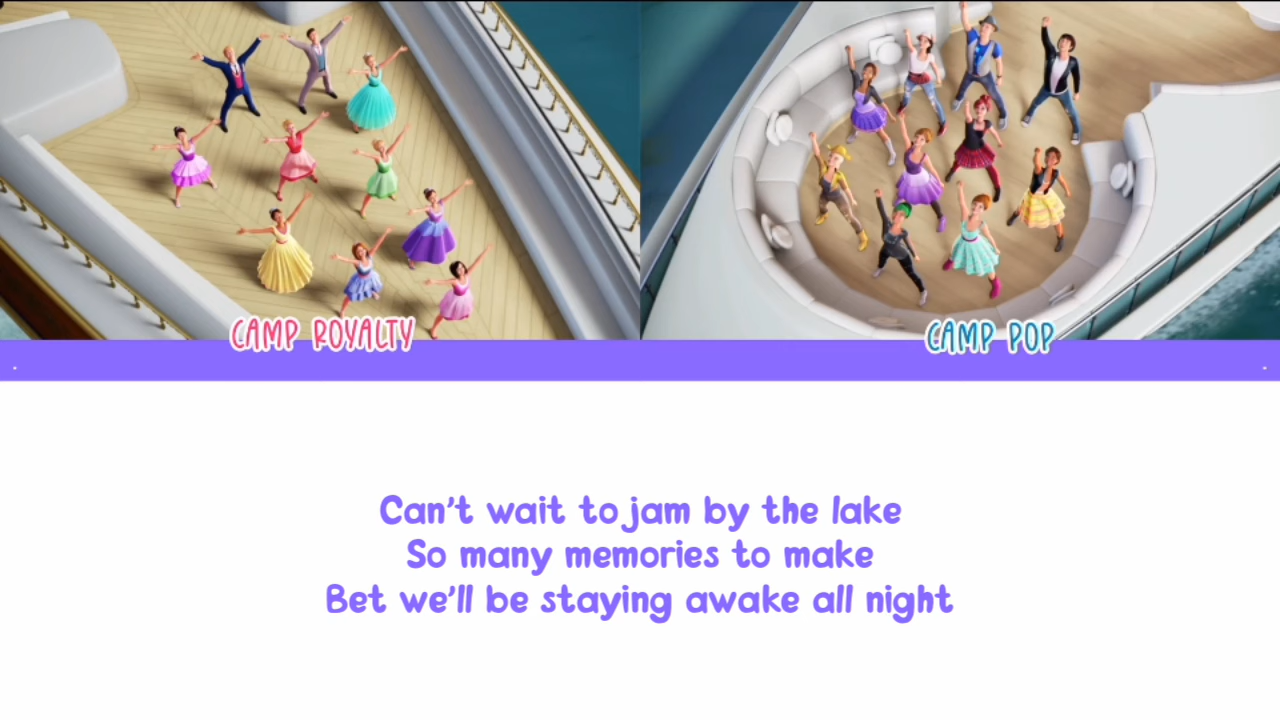 CAMP ROYALTY
CAMP POP
Can't wait to jam by the lake
So many memories to make
Bet we'll be staying awake all night